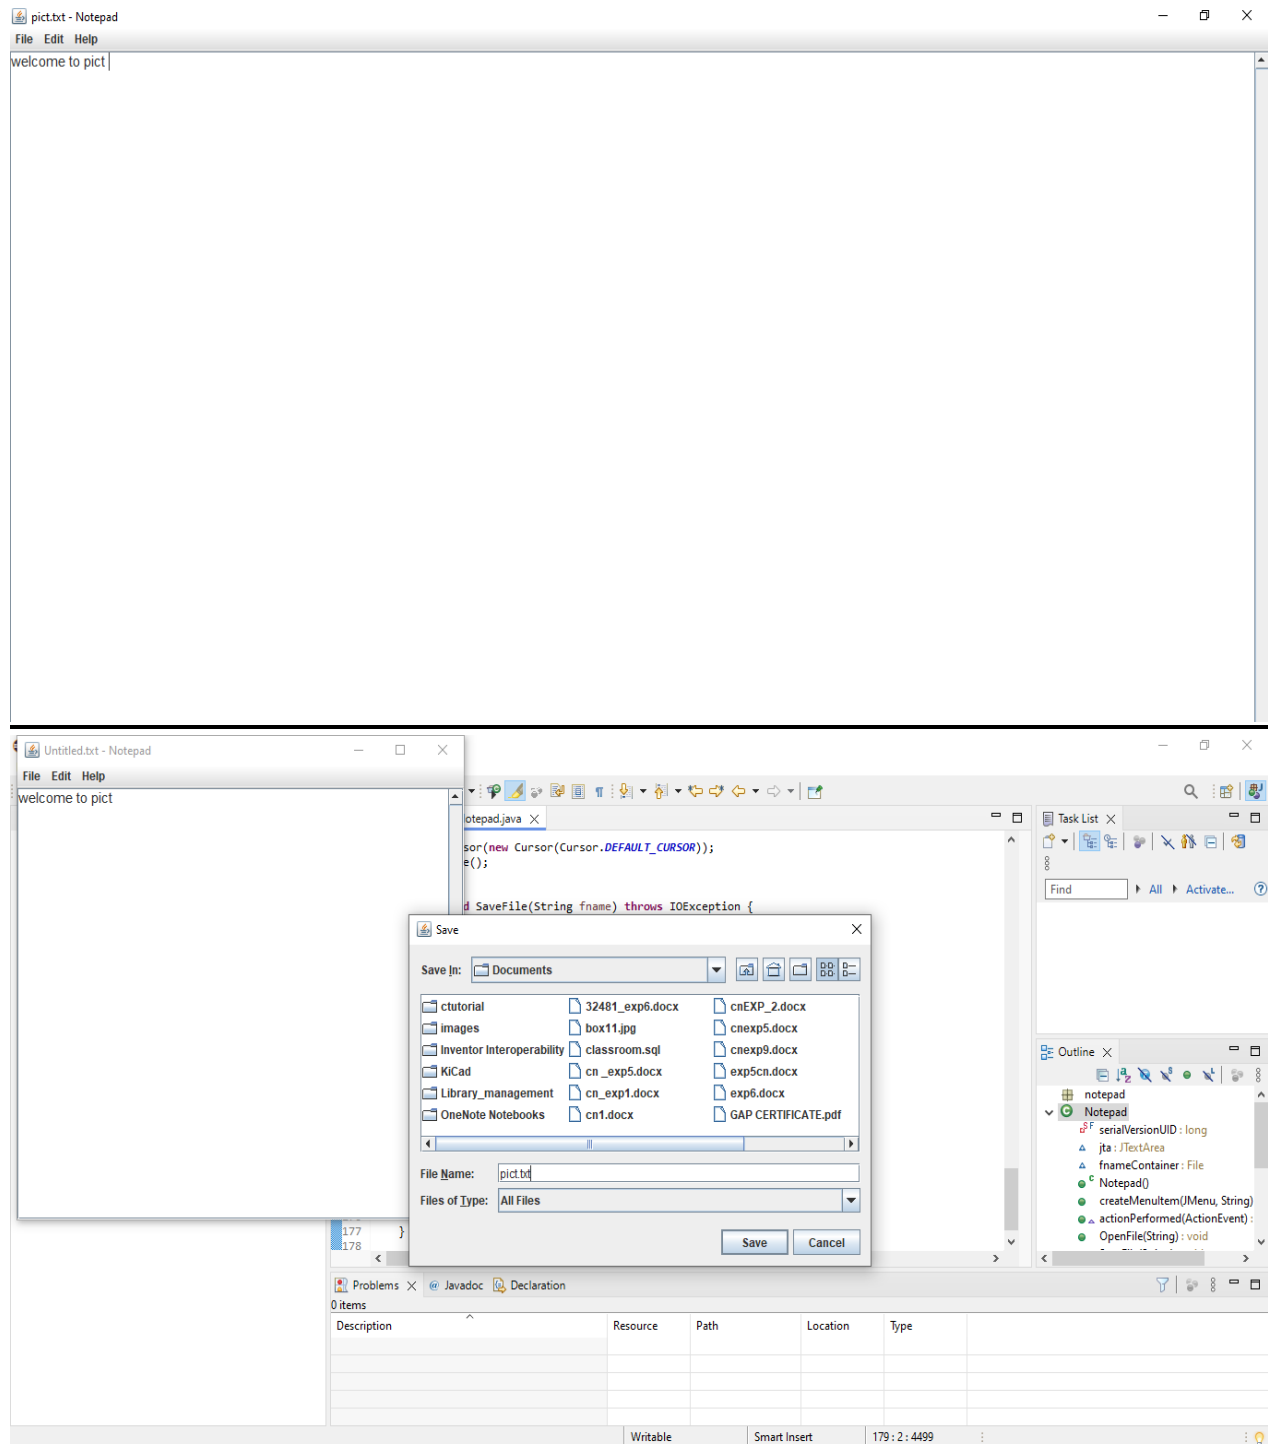 pict.txt - Notepad
File Edit Help
welcome to pict
Untitled.txt - Notepad
File Edit Help
welcome to pict
otepad.java
sor(new Cursor(Cursor.DEFAULT_CURSOR));
e();
d SaveFile(String fname) throws IOException {
Save
Save In: Documents
ctutorial 32481_exp6.docx cnEXP_2.docx
images box11.jpg cnexp5.docx
Inventor Interoperability classroom.sql cnexp9.docx
KiCad cn _exp5.docx exp5cn.docx
Library_management cn_exp1.docx exp6.docx
OneNote Notebooks cn1.docx GAP CERTIFICATE.pdf
File Name: pict.txt
Files of Type: All Files
Save Cancel
177 }
178
Task List
Find All Activate...
Outline
notepad
Notepad
serialVersionUID : long
jta : JTextArea
fnameContainer : File
Notepad()
createMenuItem(JMenu, String)
actionPerformed(ActionEvent) :
OpenFile(String) : void
Problems @ Javadoc Declaration
0 items
Description Resource Path Location Type
Writable Smart Insert 179 : 2 : 4499